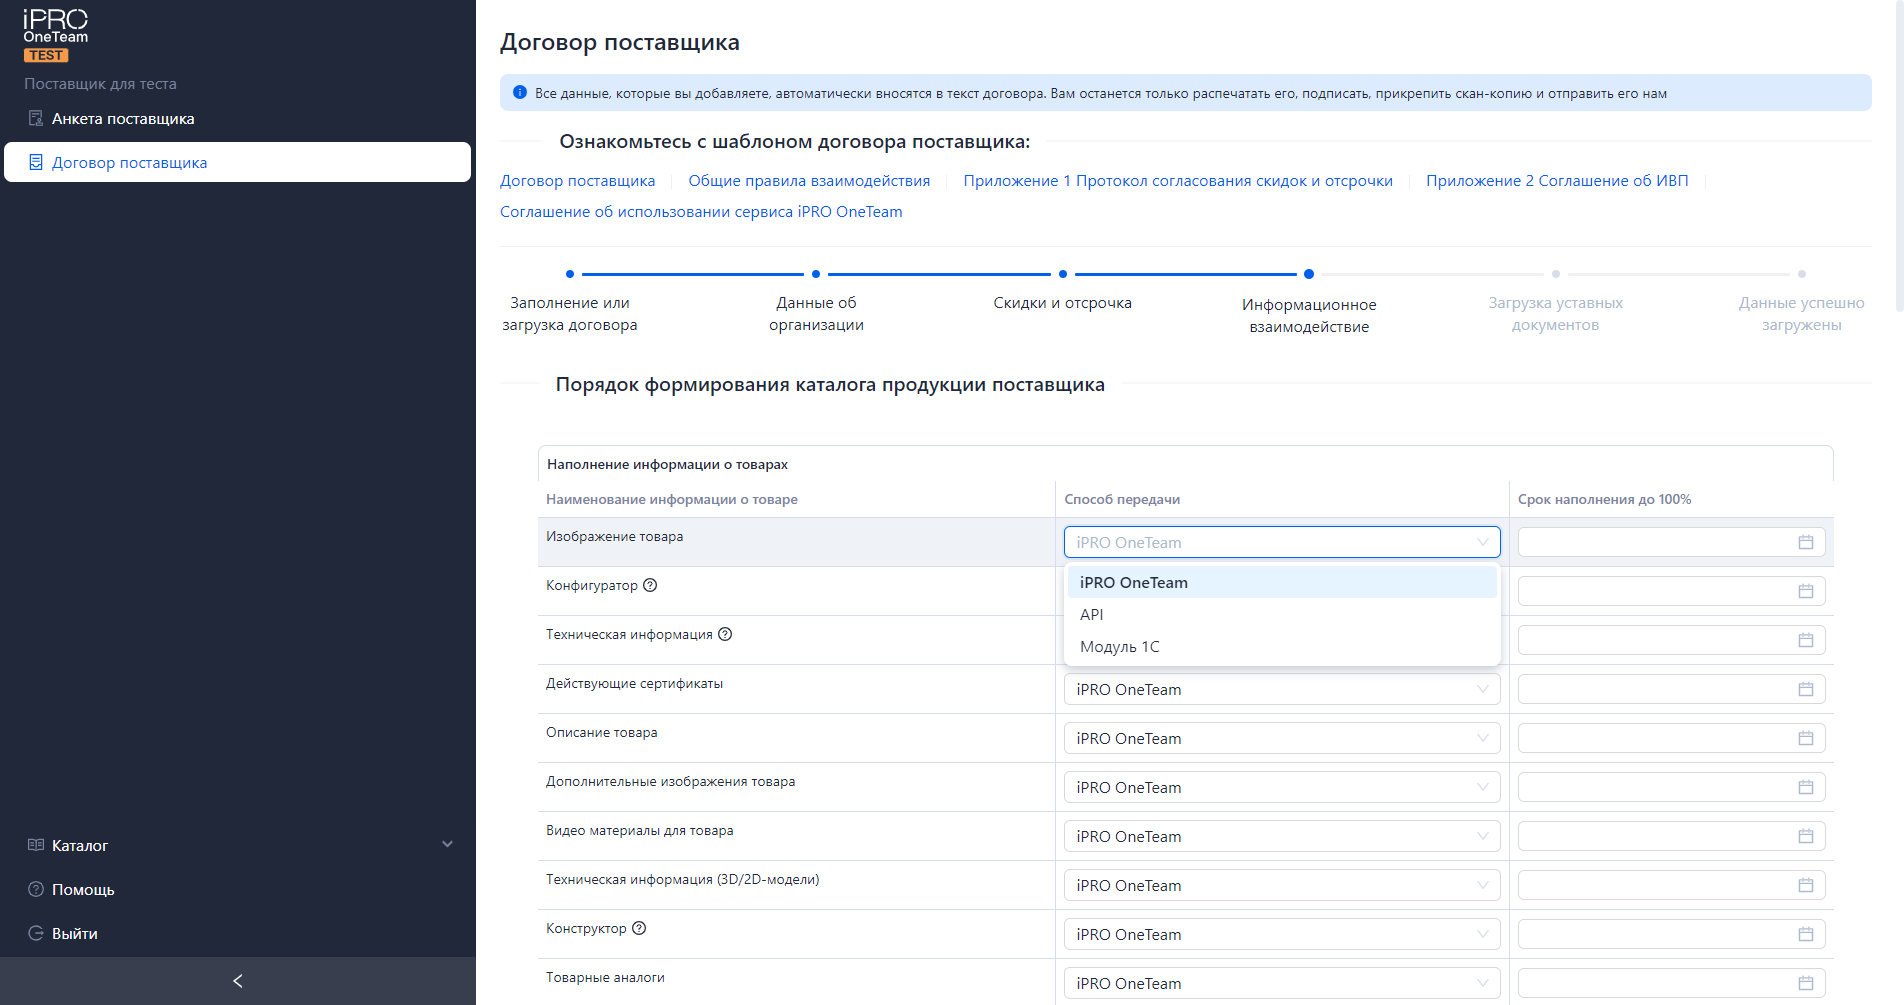 iPRO
OneTeam
TEST
Поставщик для теста
Анкета поставщика
Договор поставщика
Каталог
Помощь
Выйти
Договор поставщика
Все данные, которые вы добавляете, автоматически вносятся в текст договора. Вам останется только распечатать его, подписать, прикрепить скан-копию и отправить его нам
Ознакомьтесь с шаблоном договора поставщика:
Договор поставщика Общие правила взаимодействия Приложение 1 Протокол согласования скидок и отсрочки Приложение 2 Соглашение об ИВП
Соглашение об использовании сервиса iPRO OneTeam
Заполнение или
загрузка договора
Данные об
организации
Скидки и отсрочка
Информационное
взаимодействие
Загрузка уставных
документов
Данные успешно
загружены
Порядок формирования каталога продукции поставщика
Наполнение информации о товарах
Наименование информации о товаре Способ передачи Срок наполнения до 100%
Изображение товара iPRO OneTeam
iPRO OneTeam
API
Модуль 1С
Конфигуратор
Техническая информация
Действующие сертификаты iPRO OneTeam
Описание товара iPRO OneTeam
Дополнительные изображения товара iPRO OneTeam
Видео материалы для товара iPRO OneTeam
Техническая информация (3D/2D-модели) iPRO OneTeam
Конструктор iPRO OneTeam
Товарные аналоги iPRO OneTeam